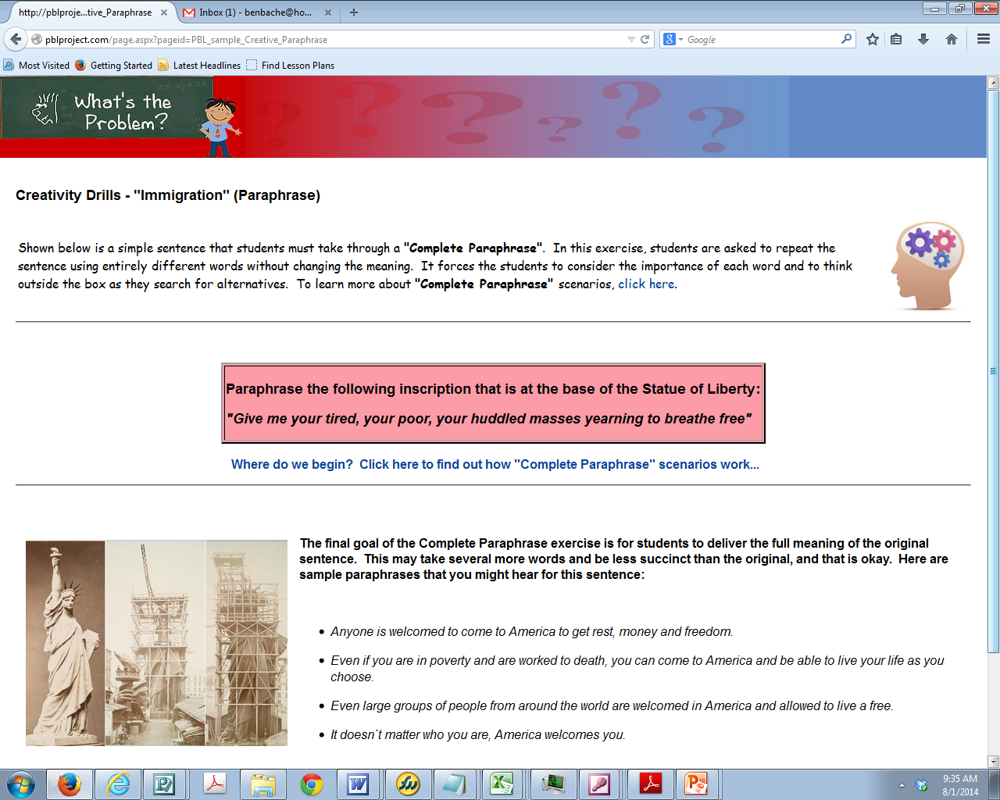 http://pblproje...tive_Paraphrase
Inbox (1) - benbache@ho...
pblproject.com/page.aspx?pageid=PBL_sample_Creative_Paraphrase
Google
Most Visited
Getting Started
Latest Headlines
Find Lesson Plans
What's the
Problem?
Creativity Drills - "Immigration" (Paraphrase)
Shown below is a simple sentence that students must take through a "Complete Paraphrase".  In this exercise, students are asked to repeat the
sentence using entirely different words without changing the meaning.  It forces the students to consider the importance of each word and to think
outside the box as they search for alternatives.  To learn more about "Complete Paraphrase" scenarios, click here.
Paraphrase the following inscription that is at the base of the Statue of Liberty:
"Give me your tired, your poor, your huddled masses yearning to breathe free"
Where do we begin?  Click here to find out how "Complete Paraphrase" scenarios work...
The final goal of the Complete Paraphrase exercise is for students to deliver the full meaning of the original
sentence.  This may take several more words and be less succinct than the original, and that is okay.  Here are
sample paraphrases that you might hear for this sentence:
Anyone is welcomed to come to America to get rest, money and freedom.
Even if you are in poverty and are worked to death, you can come to America and be able to live your life as you
choose.
Even large groups of people from around the world are welcomed in America and allowed to live a free.
It doesn`t matter who you are, America welcomes you.
9:35 AM
8/1/2014